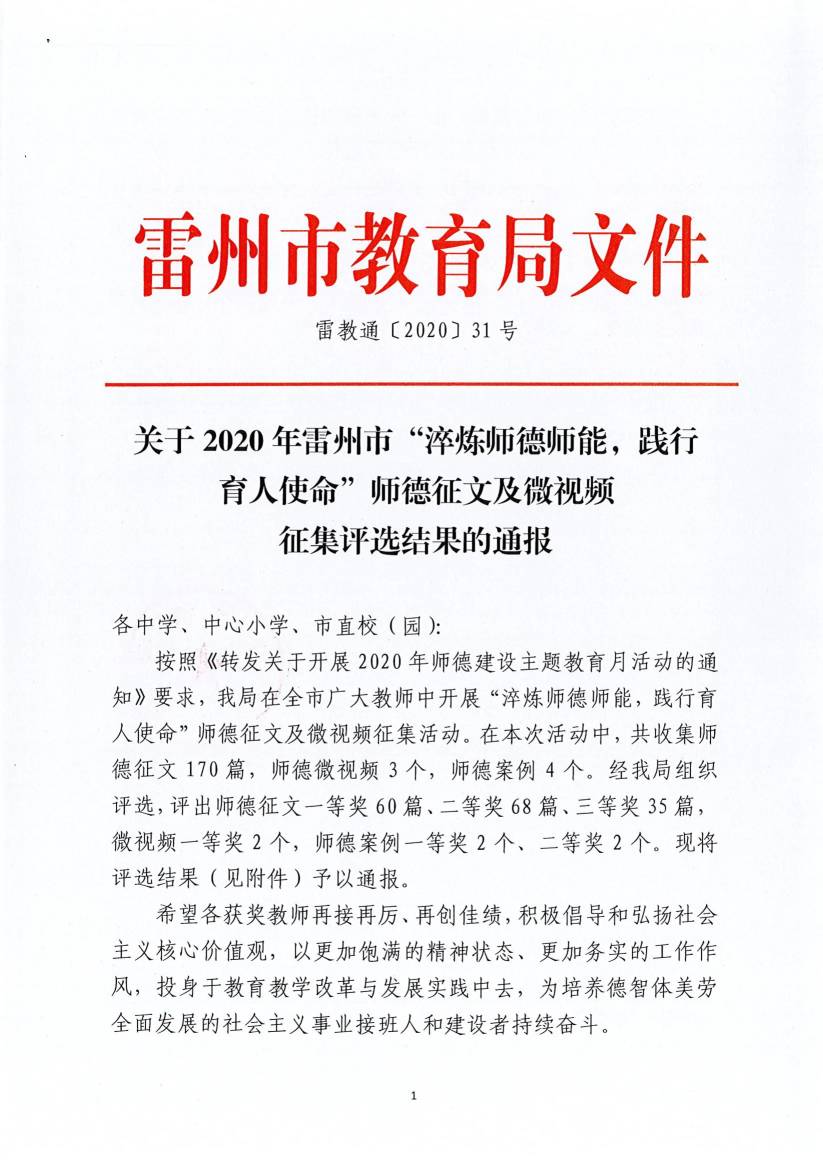 雷州市教育局文件
雷教通〔2020〕31号
关于2020年雷州市“淬炼师德师能，践行
育人使命”师德征文及微视频
征集评选结果的通报
各中学、中心小学、市直校（园）：
按照《转发关于开展2020年师德建设主题教育月活动的通
知》要求，我局在全市广大教师中开展“淬炼师德师能，践行育
人使命”师德征文及微视频征集活动。在本次活动中，共收集师
德征文170篇，师德微视频3个，师德案例4个。经我局组织
评选，评出师德征文一等奖60篇、二等奖68篇、三等奖35篇，
微视频一等奖2个，师德案例一等奖2个、二等奖2个。现将
评选结果（见附件）予以通报。
希望各获奖教师再接再厉、再创佳绩，积极倡导和弘扬社会
主义核心价值观，以更加饱满的精神状态、更加务实的工作作
风，投身于教育教学改革与发展实践中去，为培养德智体美劳
全面发展的社会主义事业接班人和建设者持续奋斗。
1